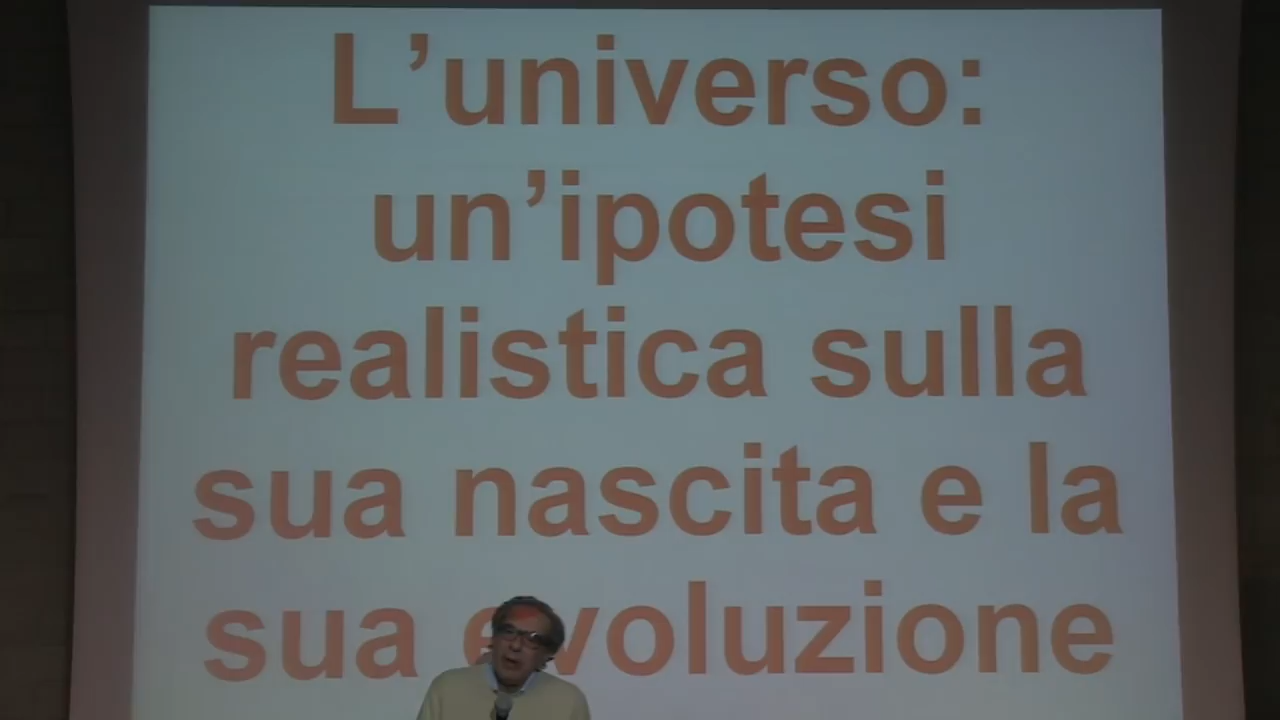 L’universo:
un’ipotesi
realistica sulla
sua nascita e la
sua evoluzione